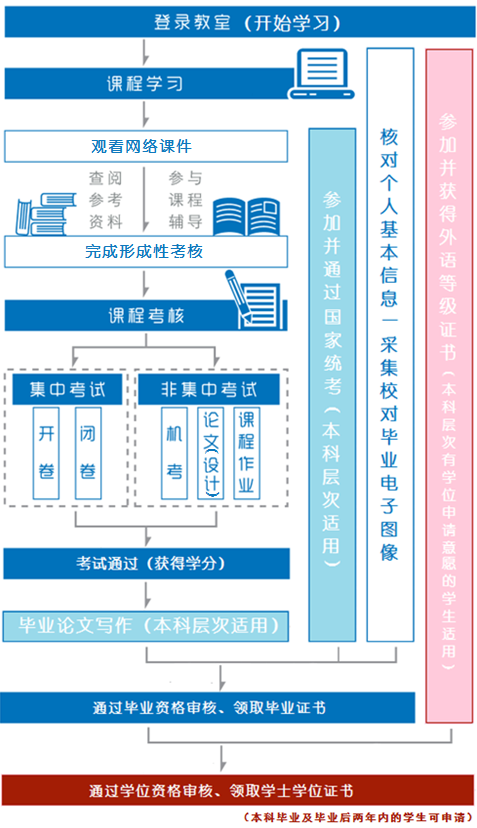 登录教室（开始学习）
课程学习
观看网络课件
查阅
参考
资料
参与
课程
辅导
完成形成性考核
课程考核
集中考试
开卷
闭卷
非集中考试
机考
论文(设计)
课程作业
考试通过（获得学分）
毕业论文写作（本科层次适用）
参加并通过国家统考（本科层次适用）
核对个人基本信息－采集校对毕业电子图像
参加并获得外语等级证书（本科层次有学位申请意愿的学生适用）
通过毕业资格审核、领取毕业证书
通过学位资格审核、领取学士学位证书
（本科毕业及毕业后两年内的学生可申请）